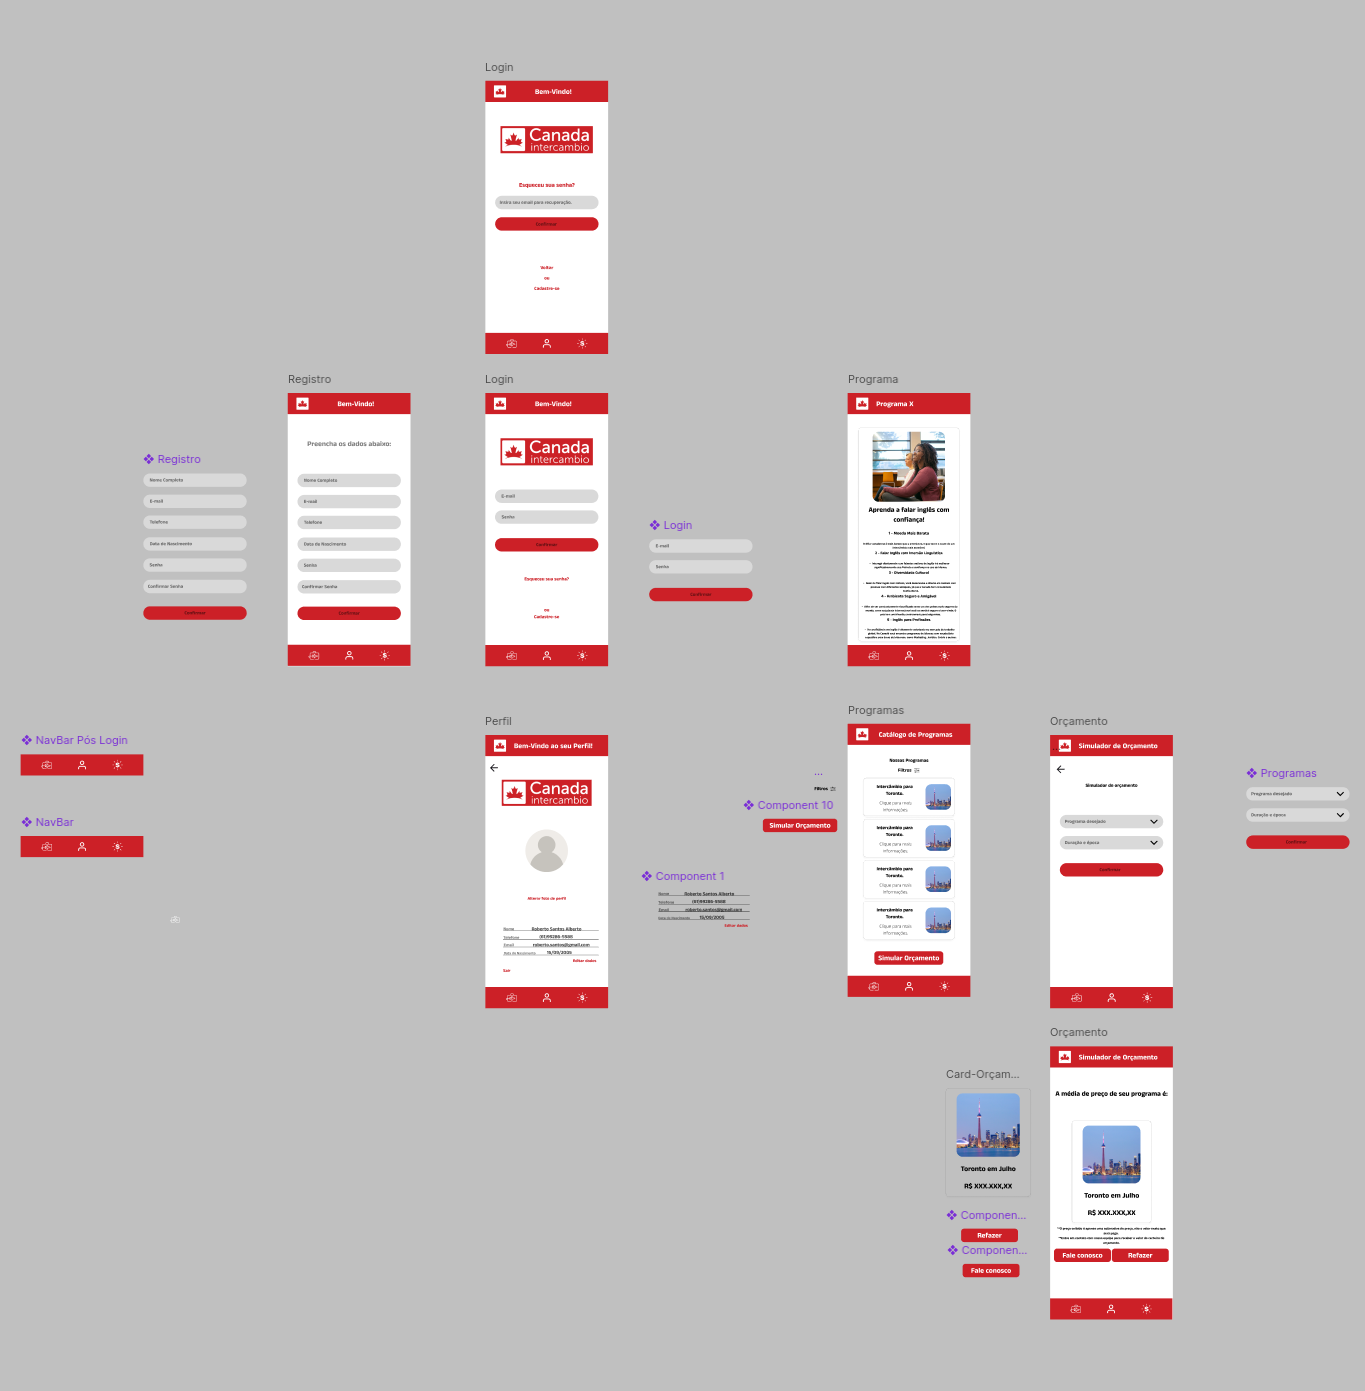 Login
Bem-Vindo!
Canada
intercambio
Esqueceu sua senha?
Insira seu email para recuperação.
Confirmar
Voltar
ou
Cadastre-se
Registro
Nome Completo
E-mail
Telefone
Data de Nascimento
Senha
Confirmar Senha
Confirmar
Registro
Bem-Vindo!
Preencha os dados abaixo:
Nome Completo
E-mail
Telefone
Data de Nascimento
Senha
Confirmar Senha
Confirmar
Login
Bem-Vindo!
Canada
intercambio
E-mail
Senha
Confirmar
Esqueceu sua senha?
ou
Cadastre-se
Login
E-mail
Senha
Confirmar
Programa
Programa X
Aprenda a falar inglês com
confiança!
1 - Moeda Mais Barata
2 - Falar Inglês com Imersão Linguística
3 - Diversidade Cultural
4 - Ambiente Seguro e Amigável
5 - Inglês para Profissões
NavBar Pós Login
NavBar
Perfil
Bem-Vindo ao seu Perfil!
Canada
intercambio
Alterar foto de perfil
Nome Roberto Santos Alberto
Telefone (61)99286-5588
Email roberto.santos@gmail.com
Data de Nascimento 15/09/2005
Editar dados
Sair
...
Filtros
Component 10
Simular Orçamento
Component 1
Nome Roberto Santos Alberto
Telefone (61)99286-5588
Email roberto.santos@gmail.com
Data de Nascimento 15/09/2005
Editar dados
Programas
Catálogo de Programas
Nossos Programas
Filtros
Intercâmbio para
Toronto.
Clique para mais
informações
Intercâmbio para
Toronto.
Clique para mais
informações
Intercâmbio para
Toronto.
Clique para mais
informações
Intercâmbio para
Toronto.
Clique para mais
informações
Simular Orçamento
Orçamento
Simulador de Orçamento
Simulador de orçamento
Programa desejado
Duração e época
Confirmar
Programas
Programa desejado
Duração e época
Confirmar
Card-Orçam...
Toronto em Julho
R$ XXX.XXX,XX
Componen...
Refazer
Componen...
Fale conosco
Orçamento
Simulador de Orçamento
A média de preço de seu programa é:
Toronto em Julho
R$ XXX.XXX,XX
Fale conosco
Refazer